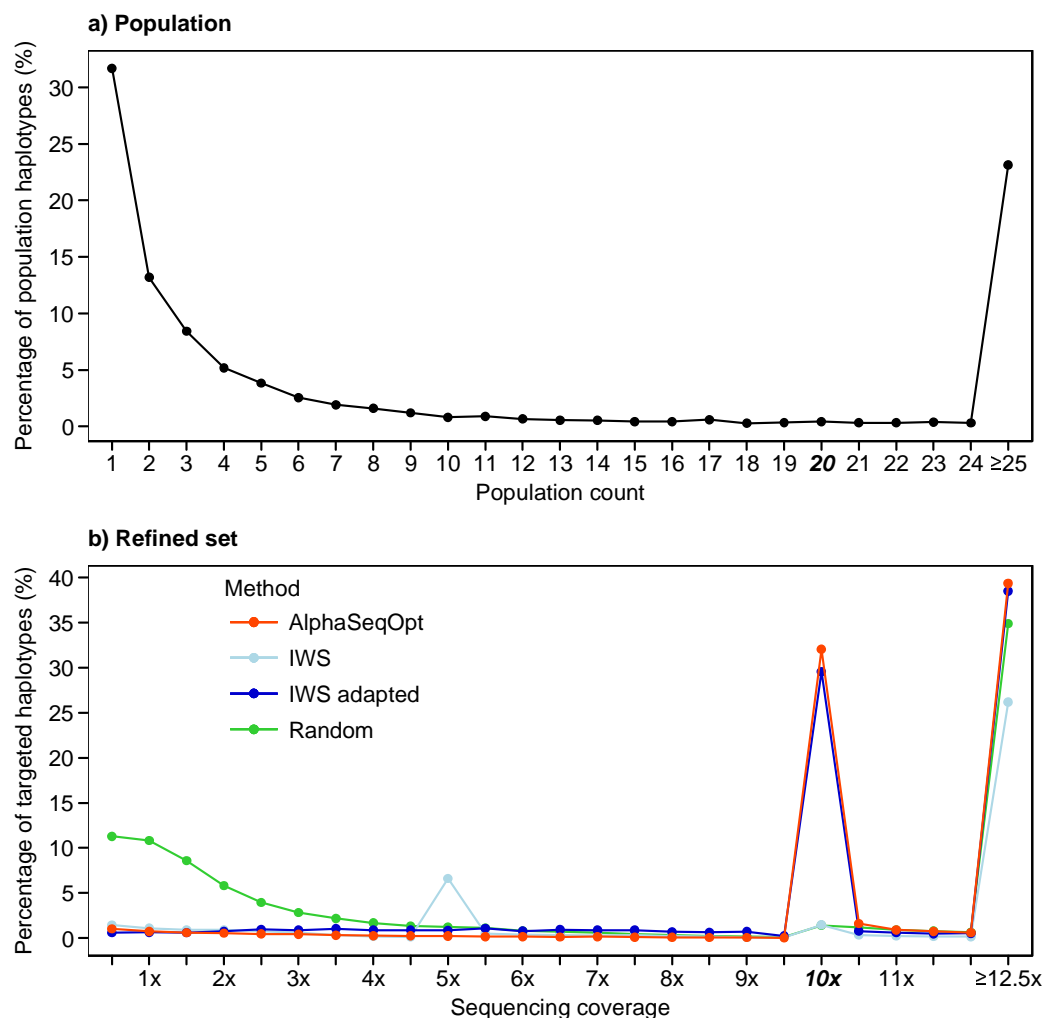 a) Population
Percentage of population haplotypes (%)
30
25
20
15
10
5
0
1 2 3 4 5 6 7 8 9 10 11 12 13 14 15 16 17 18 19 20 21 22 23 24 ≥25
Population count
b) Refined set
Percentage of targeted haplotypes (%)
40
35
30
25
20
15
10
5
0
Method
AlphaSeqOpt
IWS
IWS adapted
Random
1x 2x 3x 4x 5x 6x 7x 8x 9x 10x 11x ≥12.5x
Sequencing coverage